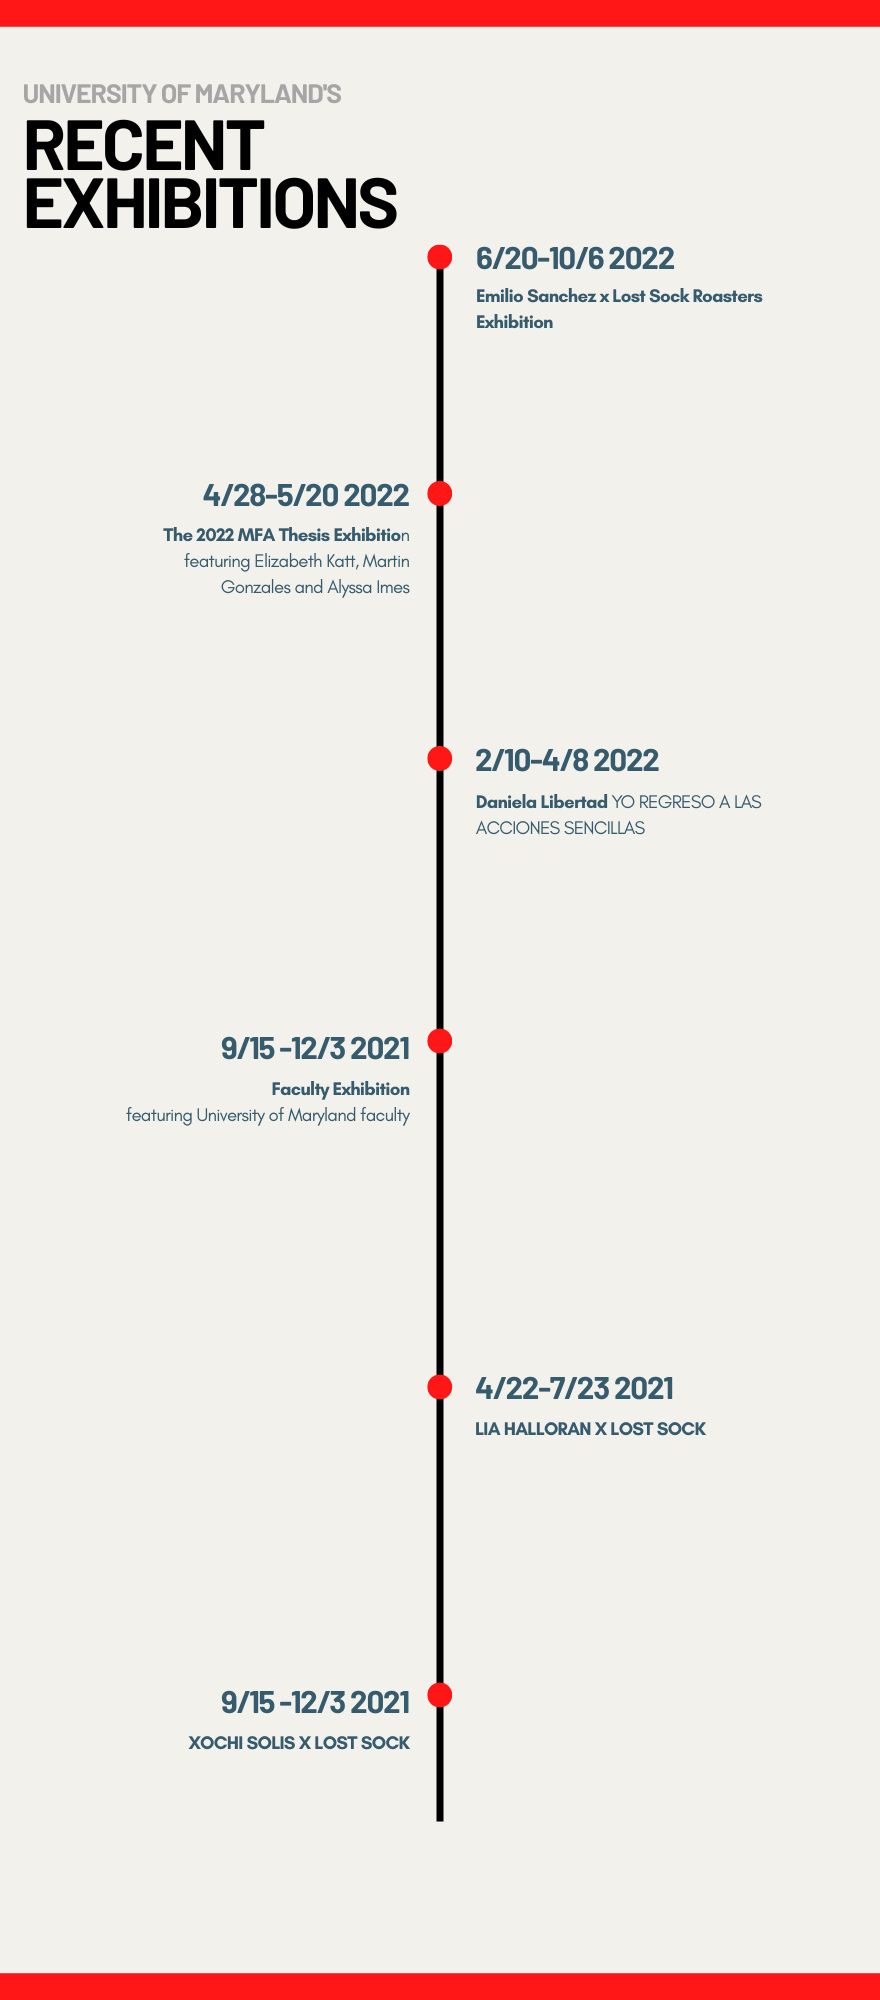 UNIVERSITY OF MARYLAND'S
RECENT
EXHIBITIONS
6/20-10/6 2022
Emilio Sanchez x Lost Sock Roasters
Exhibition
4/28-5/20 2022
The 2022 MFA Thesis Exhibition
featuring Elizabeth Katt, Martin
Gonzales and Alyssa Imes
2/10-4/8 2022
Daniela Libertad YO REGRESO A LAS
ACCIONES SENCILLAS
9/15 -12/3 2021
Faculty Exhibition
featuring University of Maryland faculty
4/22-7/23 2021
LIA HALLORAN X LOST SOCK
9/15 -12/3 2021
XOCHI SOLIS X LOST SOCK